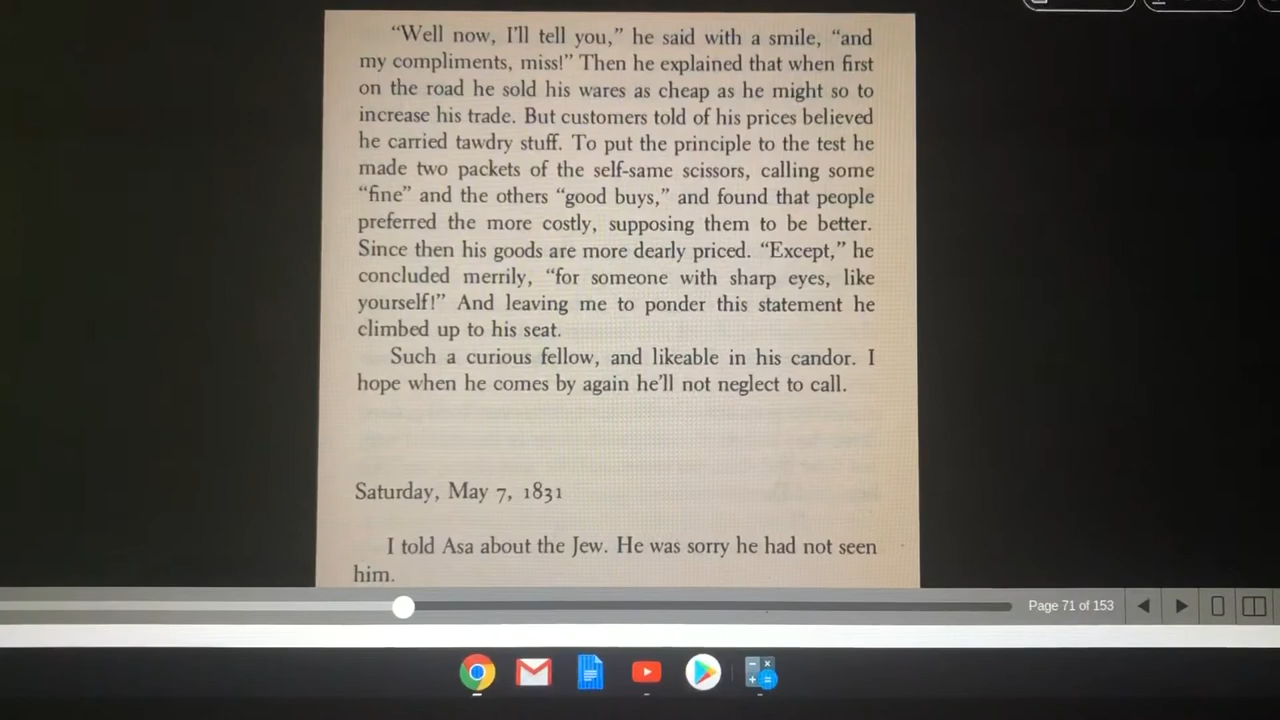 “Well now, I’ll tell you,” he said with a smile, “and
my compliments, miss!” Then he explained that when first
on the road he sold his wares as cheap as he might so to
increase his trade. But customers told of his prices believed
he carried tawdry stuff. To put the principle to the test he
made two packets of the self-same scissors, calling some
“fine” and the others “good buys,” and found that people
preferred the more costly, supposing them to be better.
Since then his goods are more dearly priced. “Except,” he
concluded merrily, “for someone with sharp eyes, like
yourself!” And leaving me to ponder this statement he
climbed up to his seat.
Such a curious fellow, and likeable in his candor. I
hope when he comes by again he’ll not neglect to call.
Saturday, May 7, 1831
I told Asa about the Jew. He was sorry he had not seen
him.
Page 71 of 153